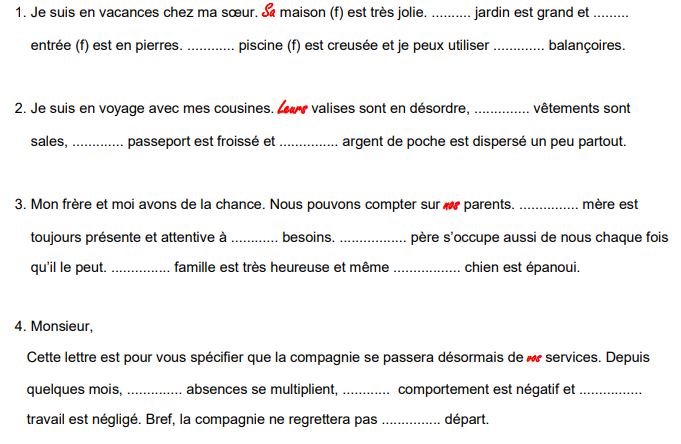 1. Je suis en vacances chez ma sœur. Sa maison (f) est très jolie. .......... jardin est grand et .........
entrée (f) est en pierres. ............ piscine (f) est creusée et je peux utiliser ............. balançoires.
2. Je suis en voyage avec mes cousines. Leurs valises sont en désordre, .............. vêtements sont
sales, ............. passeport est froissé et ............... argent de poche est dispersé un peu partout.
3. Mon frère et moi avons de la chance. Nous pouvons compter sur nos parents. ............... mère est
toujours présente et attentive à ............ besoins. ................. père s’occupe aussi de nous chaque fois
qu’il le peut. ............... famille est très heureuse et même ................. chien est épanoui.
4. Monsieur,
Cette lettre est pour vous spécifier que la compagnie se passera désormais de vos services. Depuis
quelques mois, .............. absences se multiplient, ............ comportement est négatif et ................
travail est négligé. Bref, la compagnie ne regrettera pas ............... départ.